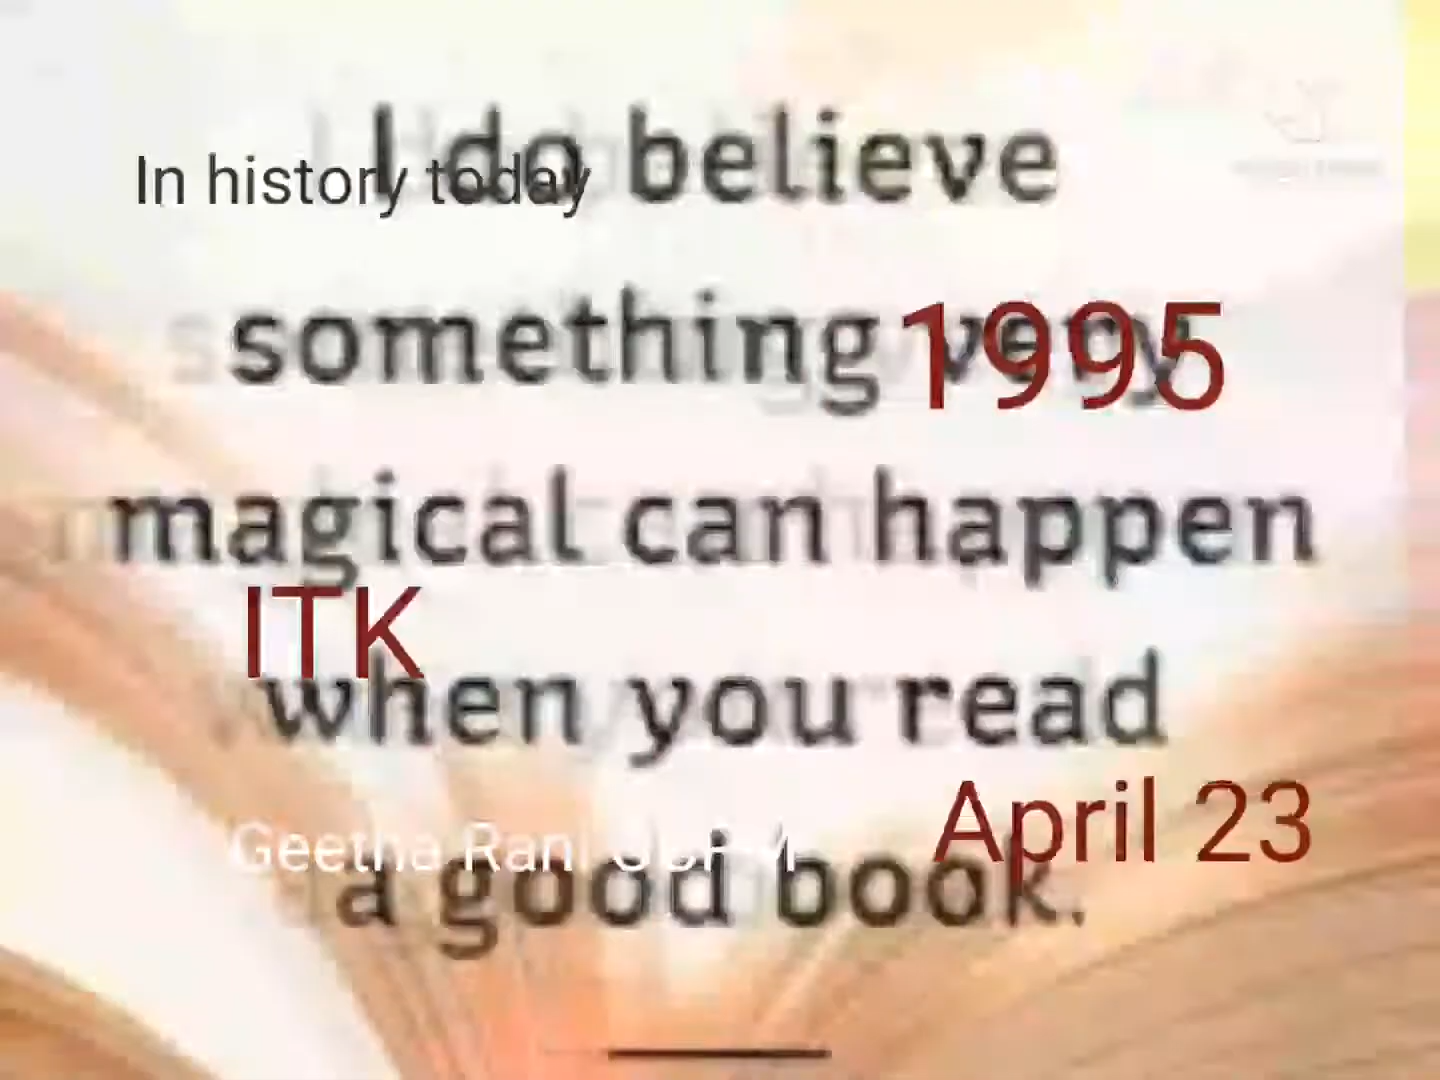 In history today
I do believe
something very
1995
magical can happen
ITK
when you read
April 23
Geetha Rani
a good book.